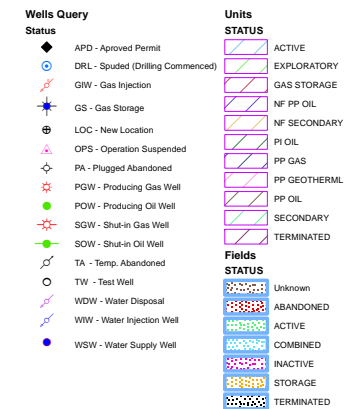 Wells Query
Status
APD - Aproved Permit
DRL - Spuded (Drilling Commenced)
GIW - Gas Injection
GS - Gas Storage
LOC - New Location
OPS - Operation Suspended
PA - Plugged Abandoned
PGW - Producing Gas Well
POW - Producing Oil Well
SGW - Shut-in Gas Well
SOW - Shut-in Oil Well
TA - Temp. Abandoned
TW - Test Well
WDW - Water Disposal
WIW - Water Injection Well
WSW - Water Supply Well
Units
STATUS
ACTIVE
EXPLORATORY
GAS STORAGE
NF PP OIL
NF SECONDARY
PI OIL
PP GAS
PP GEOTHERML
PP OIL
SECONDARY
TERMINATED
Fields
STATUS
Unknown
ABANDONED
ACTIVE
COMBINED
INACTIVE
STORAGE
TERMINATED